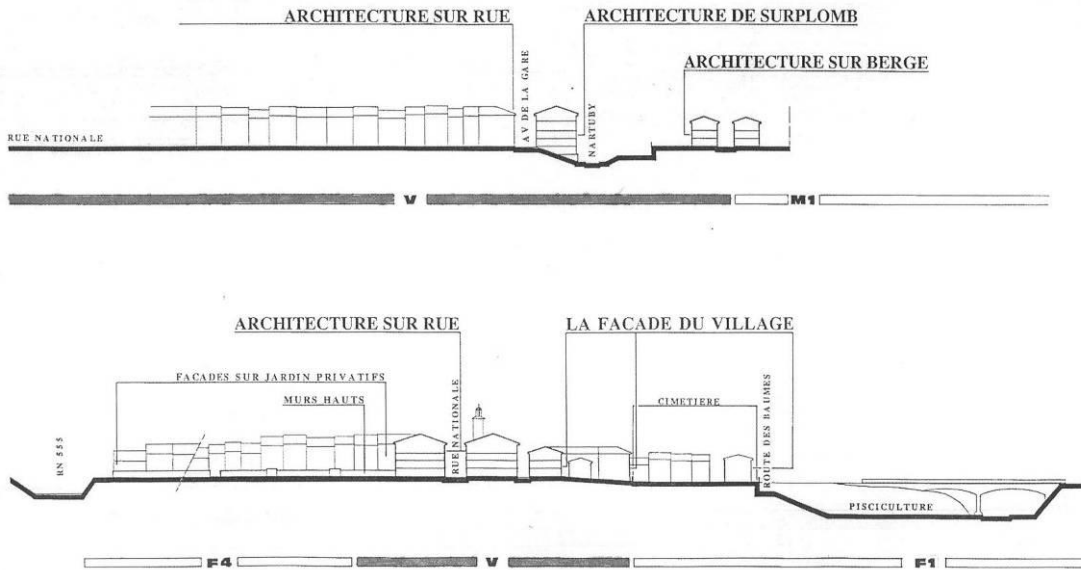 ARCHITECTURE SUR RUE
ARCHITECTURE DE SURPLOMB
ARCHITECTURE SUR BERGE
AV DE LA GARE
NARTUBY
RUE NATIONALE
V
M1
ARCHITECTURE SUR RUE
LA FACADE DU VILLAGE
FACADES SUR JARDIN PRIVATIFS
MURS HAUTS
CIMETIERE
RN 555
RUE NATIONALE
ROUTE DES BAUMES
PISCICULTURE
F4
V
F1